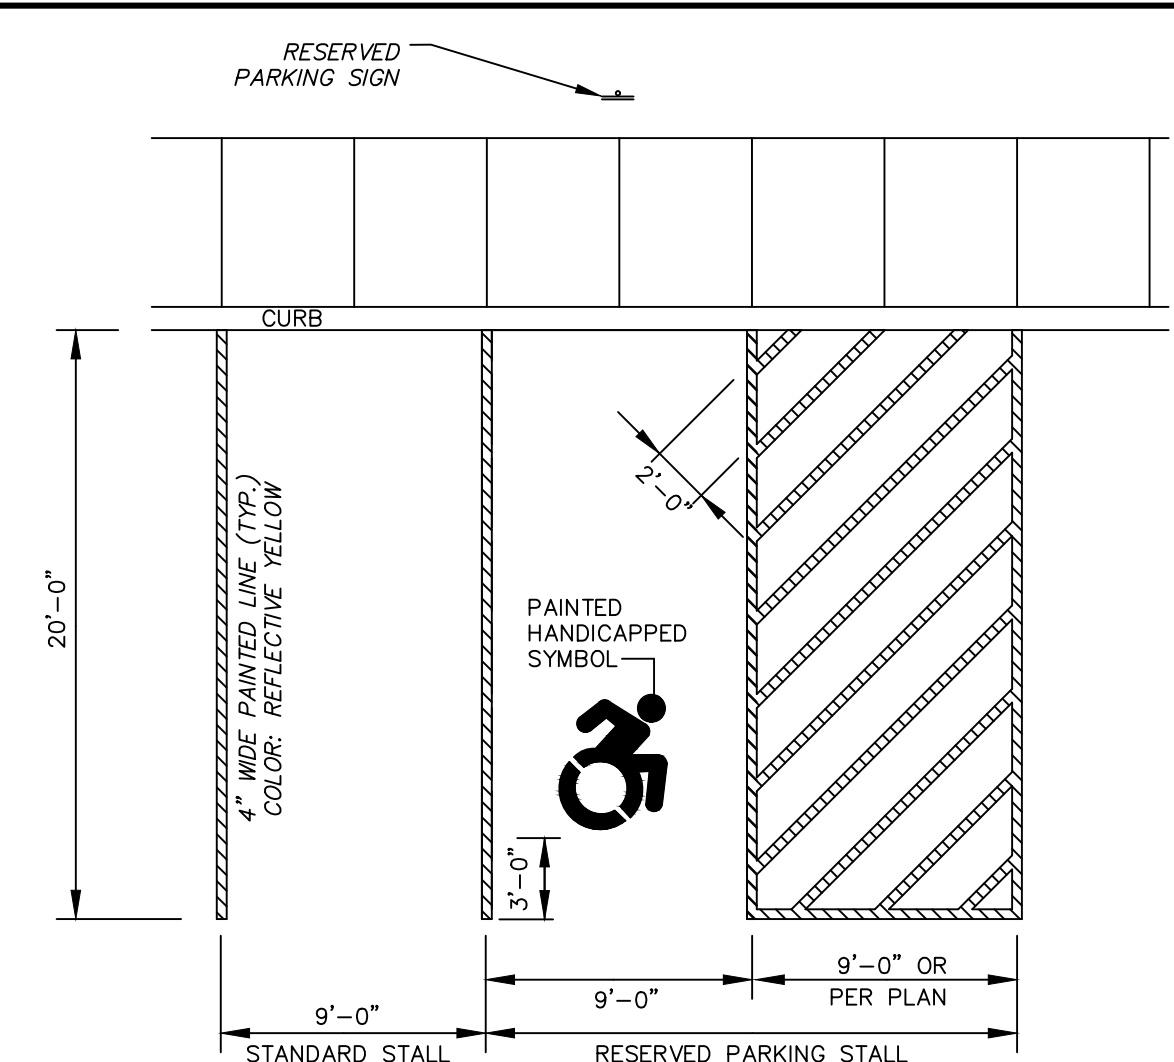 RESERVED
PARKING SIGN
CURB
4" WIDE PAINTED LINE (TYP.)
COLOR: REFLECTIVE YELLOW
20'-0"
2'-0"
PAINTED
HANDICAPPED
SYMBOL
3'-0"
9'-0" OR
PER PLAN
9'-0"
9'-0"
STANDARD STALL
RESERVED PARKING STALL